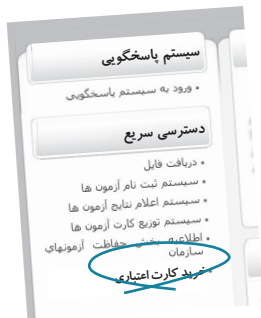 سیستم پاسخگویی
• ورود به سیستم پاسخگویی
دسترسی سریع
• دریافت فایل
• سیستم ثبت نام آزمون ها
• سیستم اعلام نتایج آزمون ها
• سیستم توزیع کارت آزمون ها
• اطلاعیه بخش حفاظت آزمونهای
سازمان
• خرید کارت اعتباری